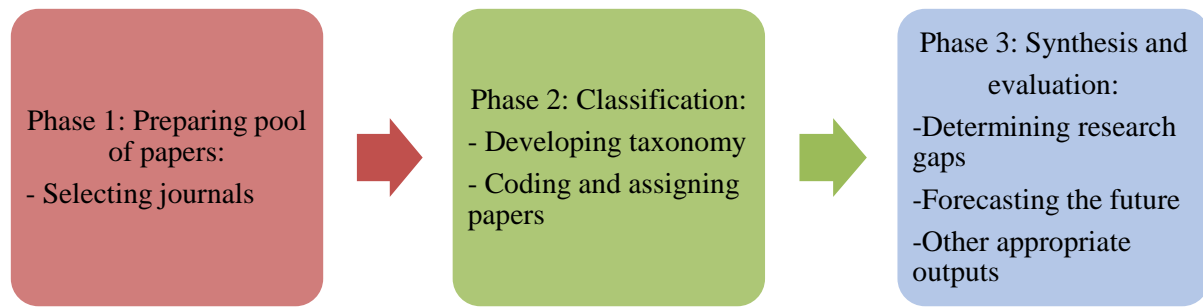 Phase 1: Preparing pool
of papers:
- Selecting journals
Phase 2: Classification:
- Developing taxonomy
- Coding and assigning
papers
Phase 3: Synthesis and
evaluation:
-Determining research
gaps
-Forecasting the future
-Other appropriate
outputs